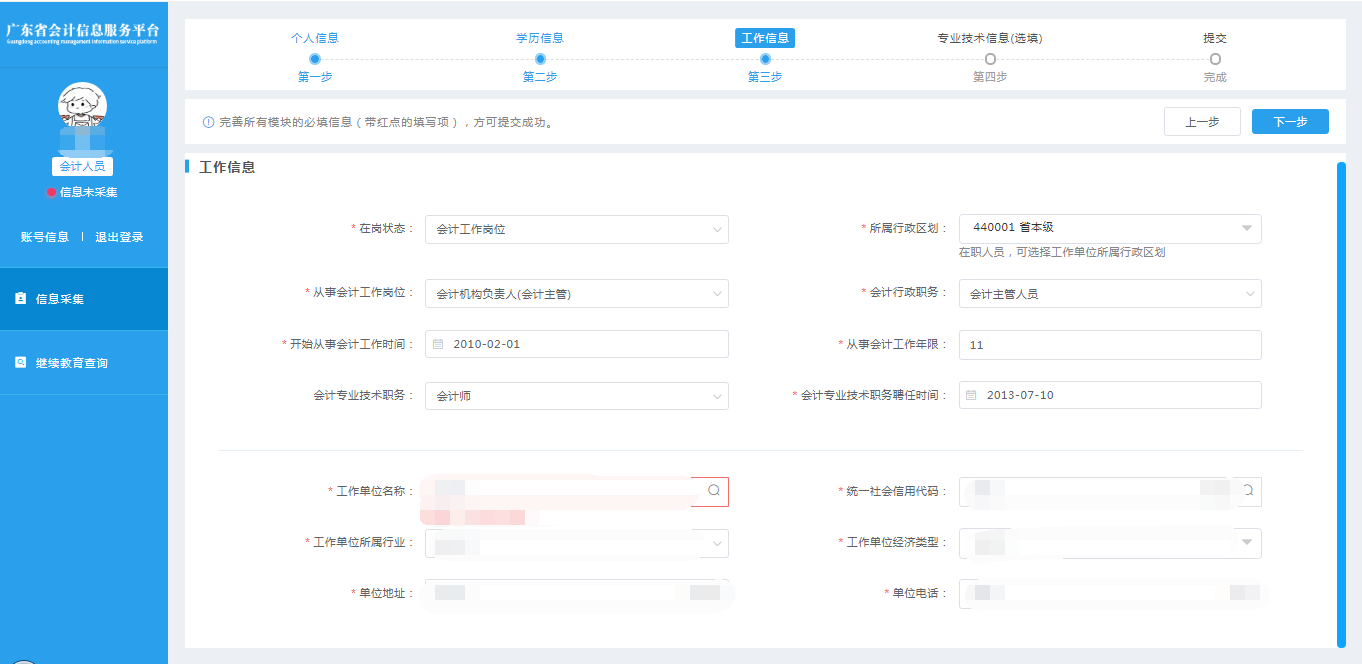 广东省会计信息服务平台
Guangdong accounting management information service platform
会计人员
信息未采集
账号信息 | 退出登录
信息采集
继续教育查询
个人信息 学历信息 工作信息 专业技术信息(选填) 提交
第一步 第二步 第三步 第四步 完成
完善所有模块的必填信息（带红点的填写项），方可提交成功。
上一步 下一步
工作信息
* 在岗状态： 会计工作岗位 * 所属行政区划： 440001 省本级
在职人员，可选择工作单位所属行政区划
* 从事会计工作岗位： 会计机构负责人(会计主管) * 会计行政职务： 会计主管人员
* 开始从事会计工作时间： 2010-02-01 * 从事会计工作年限： 11
会计专业技术职务： 会计师 * 会计专业技术职务聘任时间： 2013-07-10
* 工作单位名称： * 统一社会信用代码：
* 工作单位所属行业： * 工作单位经济类型：
* 单位地址： * 单位电话：